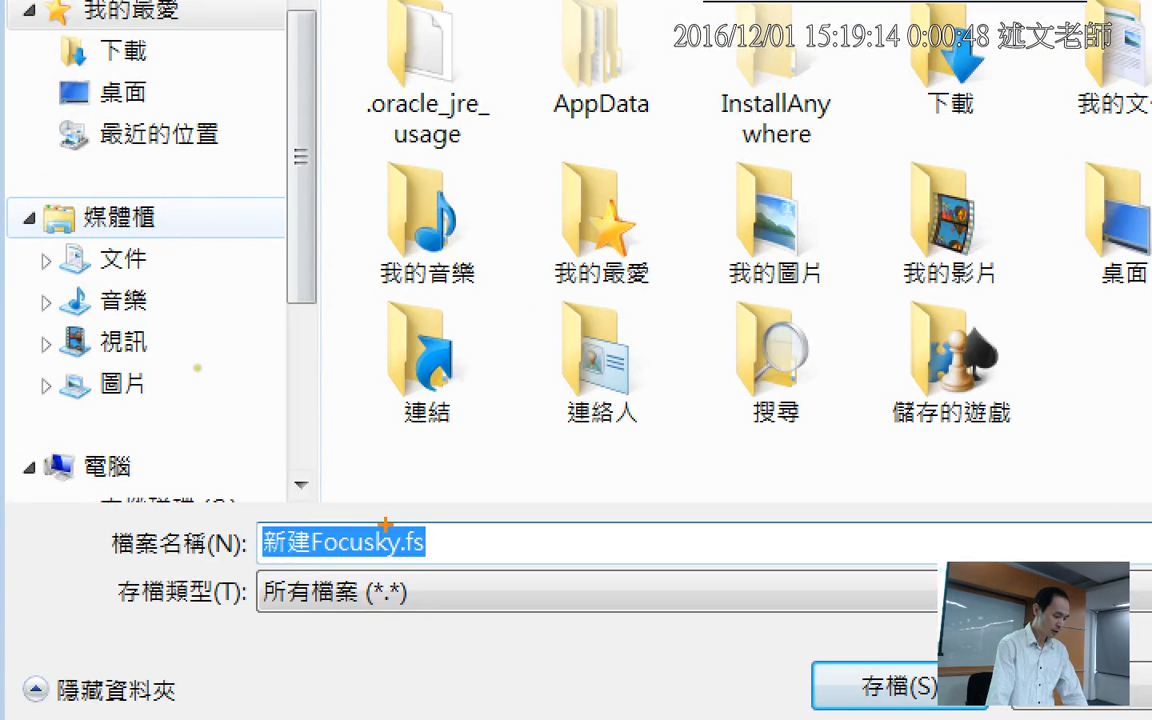 我的最愛
下載
桌面
最近的位置
媒體櫃
文件
音樂
視訊
圖片
電腦
2016/12/01 15:19:14 0:00:48 述文老師
.oracle_jre_
usage
AppData
InstallAny
where
下載
我的文
我的音樂
我的最愛
我的圖片
我的影片
桌面
連結
連絡人
搜尋
儲存的遊戲
檔案名稱(N):
新建Focusky.fs
存檔類型(T):
所有檔案 (*.*)
隱藏資料夾
存檔(S)